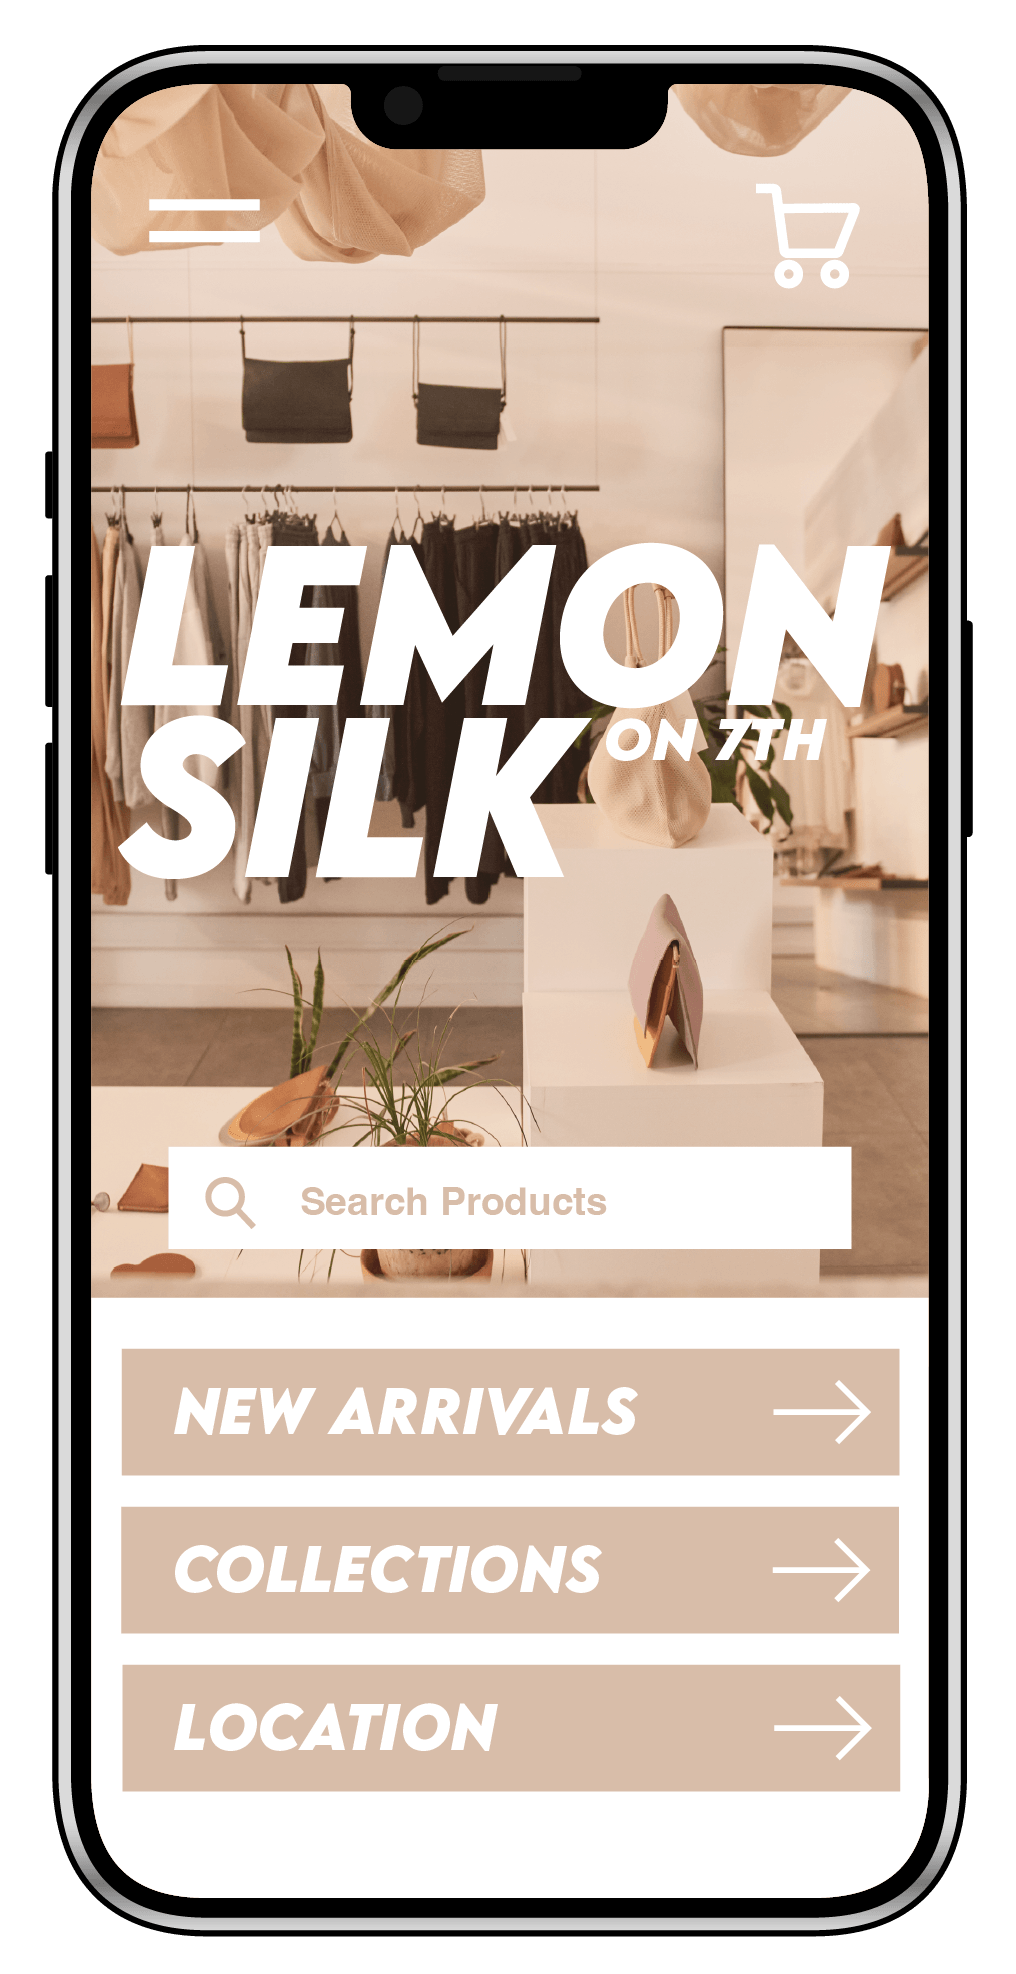 LEMON
SILK ON 7TH
Search Products
NEW ARRIVALS
COLLECTIONS
LOCATION